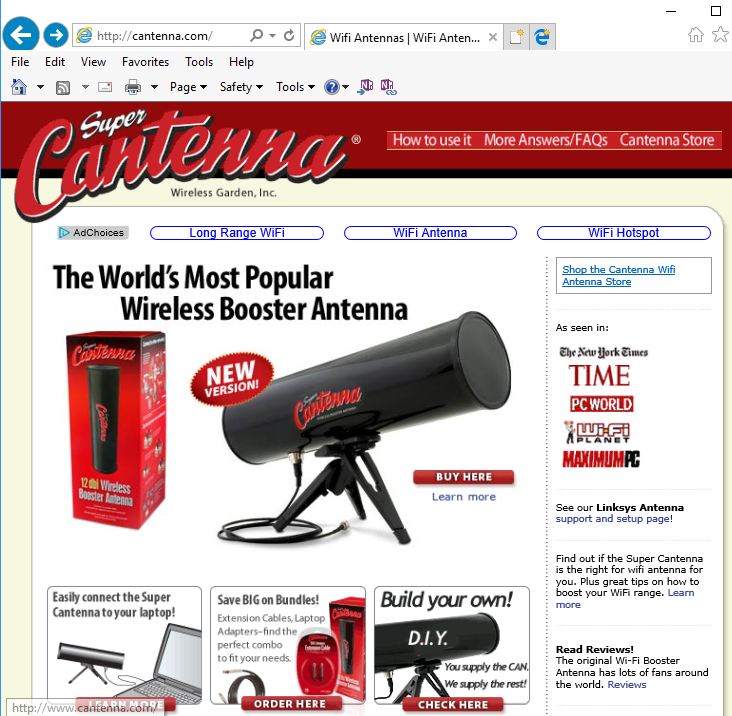 http://cantenna.com/
Wifi Antennas | WiFi Anten...
File Edit View Favorites Tools Help
Page Safety Tools
Super
Cantenna®
Wireless Garden, Inc.
How to use it More Answers/FAQs Cantenna Store
AdChoices Long Range WiFi WiFi Antenna WiFi Hotspot
The World's Most Popular
Wireless Booster Antenna
Super
Cantenna
12 dbi Wireless
Booster Antenna
NEW
VERSION!
Super
Cantenna
BUY HERE
Learn more
Shop the Cantenna Wifi
Antenna Store
As seen in:
The New York Times
TIME
PC WORLD
Wi-Fi
PLANET
MAXIMUMPC
See our Linksys Antenna
support and setup page!
Find out if the Super Cantenna
is the right for wifi antenna for
you. Plus great tips on how to
boost your WiFi range. Learn
more
Read Reviews!
The original Wi-Fi Booster
Antenna has lots of fans around
the world. Reviews
Easily connect the Super
Cantenna to your laptop!
LEARN MORE
Save BIG on Bundles!
Extension Cables, Laptop
Adapters–find the
perfect combo
to fit your needs.
Cantenna
ORDER HERE
Build your own!
D.I.Y.
You supply the CAN.
We supply the rest!
CHECK HERE
http://www.cantenna.com/